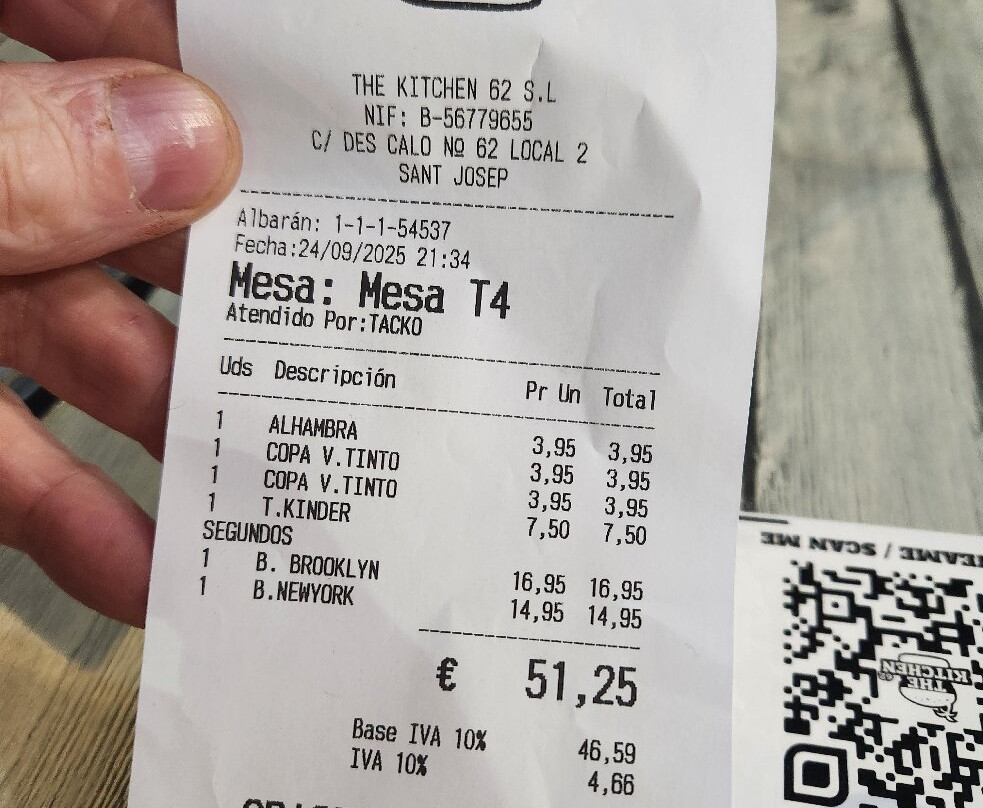 THE KITCHEN 62 S.L
NIF: B-56779655
C/ DES CALO Nº 62 LOCAL 2
SANT JOSEP
Albarán: 1-1-1-54537
Fecha:24/09/2025 21:34
Mesa: Mesa T4
Atendido Por:TACKO
Uds Descripción Pr Un Total
1 ALHAMBRA 3,95 3,95
1 COPA V.TINTO 3,95 3,95
1 COPA V.TINTO 3,95 3,95
1 T.KINDER 7,50 7,50
SEGUNDOS
1 B. BROOKLYN 16,95 16,95
1 B.NEWYORK 14,95 14,95
€ 51,25
Base IVA 10% 46,59
IVA 10% 4,66
/ SCAN ME
THE
KITCHEN